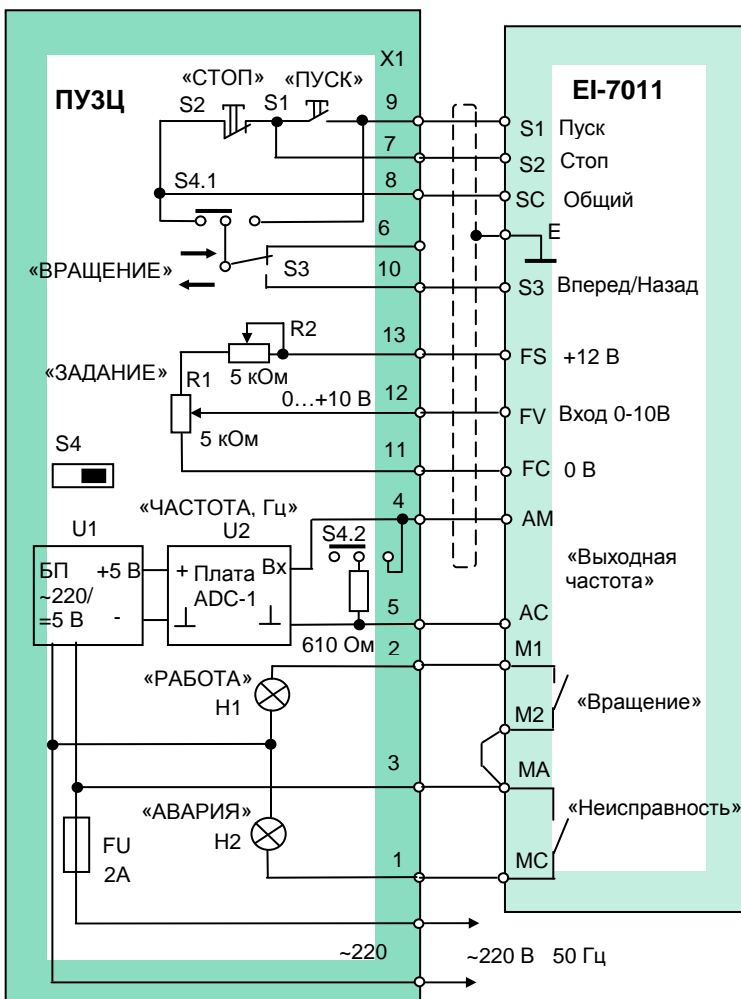 X1
«СТОП» «ПУСК»
ПУЗЦ
EI-7011
S2 S1 9
S1 Пуск
7
S2 Стоп
S4.1 8
SC Общий
6
E
«ВРАЩЕНИЕ»
S3 10
S3 Вперед/Назад
R2 13
FS +12 В
«ЗАДАНИЕ» R1 5 кОм
0…+10 В 12
FV Вход 0-10В
5 кОм
S4 11
FC 0 В
4
«ЧАСТОТА, Гц»
AM
U1 U2 S4.2
«Выходная
частота»
БП +5 В + Плата Вх
~220/ ADC-1
=5 В - 5
AC
610 Ом 2
M1
«РАБОТА»
H1
«Вращение»
M2
3
MA
«АВАРИЯ»
«Неисправность»
FU H2
2А 1
MC
~220 ~220 В 50 Гц